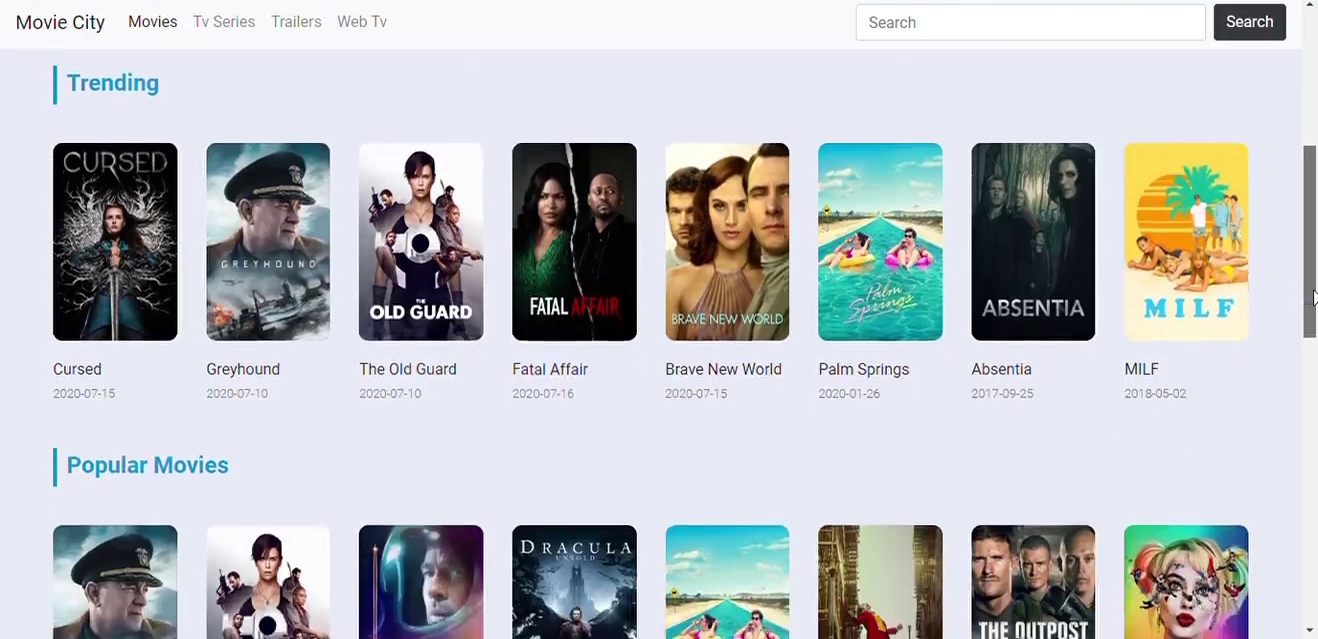 Movie City Movies Tv Series Trailers Web Tv Search Search
Trending
CURSED
GREYHOUND
THE
OLD GUARD
FATAL AFFAIR
BRAVE NEW WORLD
Palm
Springs
ABSENTIA
MILF
Cursed Greyhound The Old Guard Fatal Affair Brave New World Palm Springs Absentia MILF
2020-07-15 2020-07-10 2020-07-10 2020-07-16 2020-07-15 2020-01-26 2017-09-25 2018-05-02
Popular Movies
DRACULA
UNTOLD
THE OUTPOST